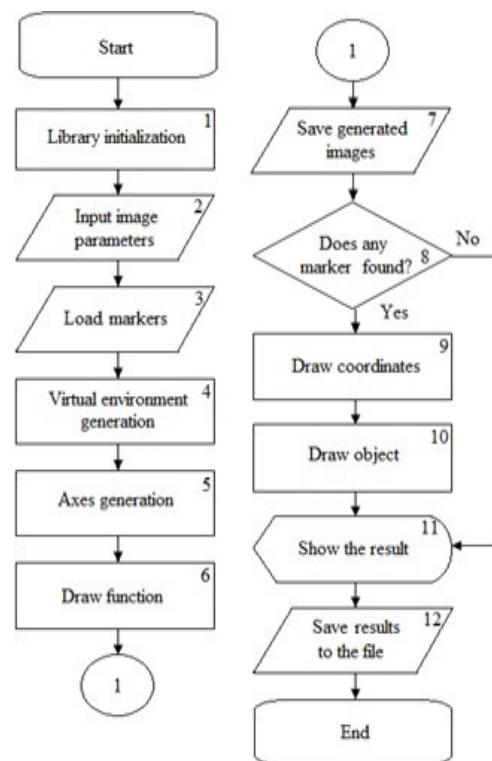 Start
1
Library initialization
2
Input image
parameters
3
Load markers
4
Virtual environment
generation
5
Axes generation
6
Draw function
1
1
7
Save generated
images
Does any
marker found?
8
No
Yes
9
Draw coordinates
10
Draw object
11
Show the result
12
Save results
to the file
End